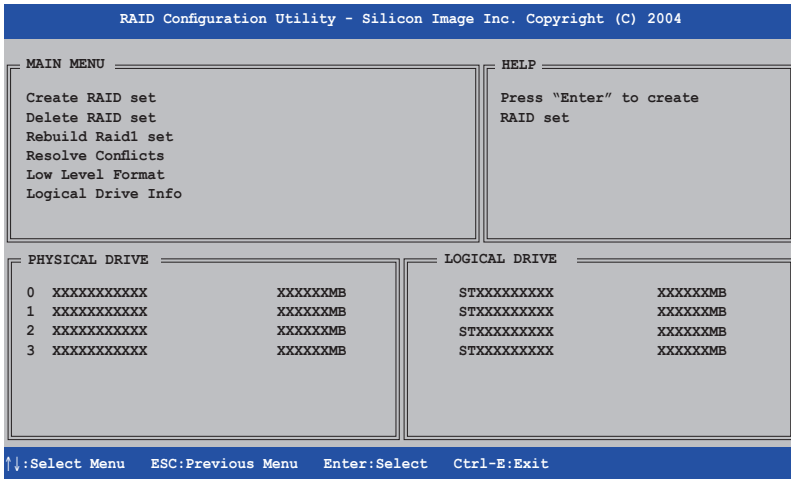 RAID Configuration Utility - Silicon Image Inc. Copyright (C) 2004
MAIN MENU
Create RAID set
Delete RAID set
Rebuild Raid1 set
Resolve Conflicts
Low Level Format
Logical Drive Info
HELP
Press “Enter” to create
RAID set
PHYSICAL DRIVE
0 XXXXXXXXXXX XXXXXXMB
1 XXXXXXXXXXX XXXXXXMB
2 XXXXXXXXXXX XXXXXXMB
3 XXXXXXXXXXX XXXXXXMB
LOGICAL DRIVE
STXXXXXXXXX XXXXXXMB
STXXXXXXXXX XXXXXXMB
STXXXXXXXXX XXXXXXMB
STXXXXXXXXX XXXXXXMB
↑↓:Select Menu ESC:Previous Menu Enter:Select Ctrl-E:Exit